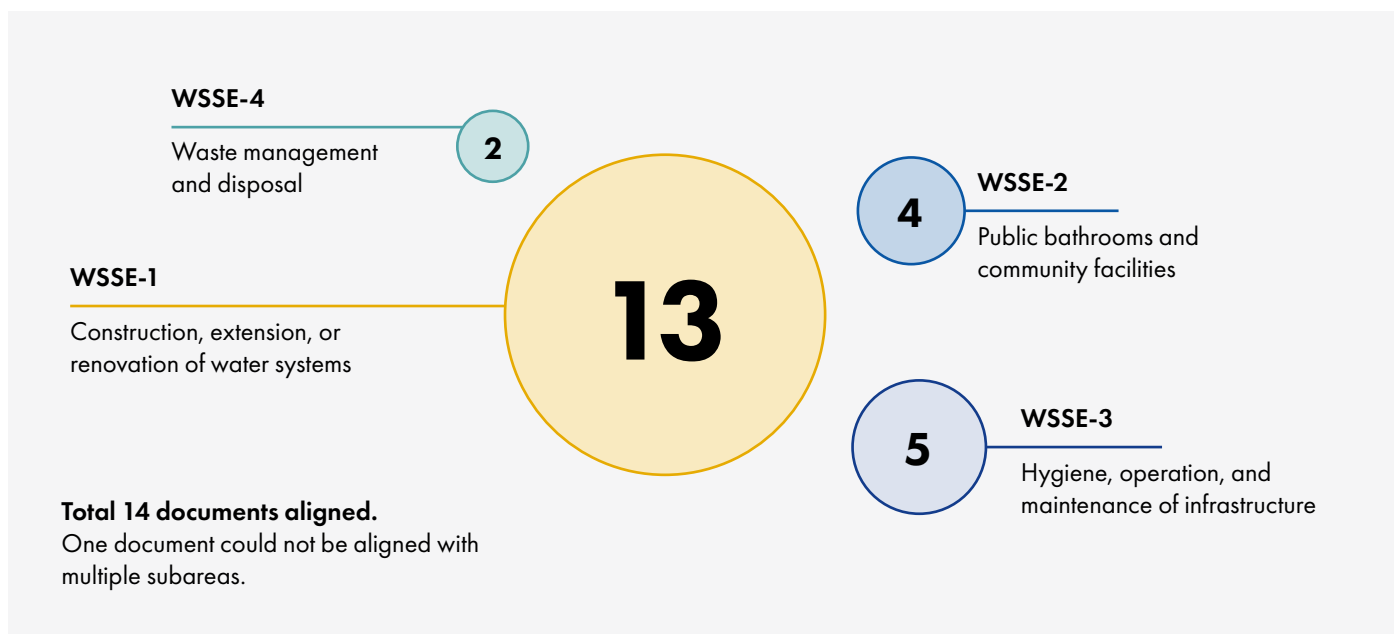 WSSE-4
Waste management
and disposal
2
WSSE-1
Construction, extension, or
renovation of water systems
13
WSSE-2
Public bathrooms and
community facilities
4
WSSE-3
Hygiene, operation, and
maintenance of infrastructure
5
Total 14 documents aligned.
One document could not be aligned with
multiple subareas.